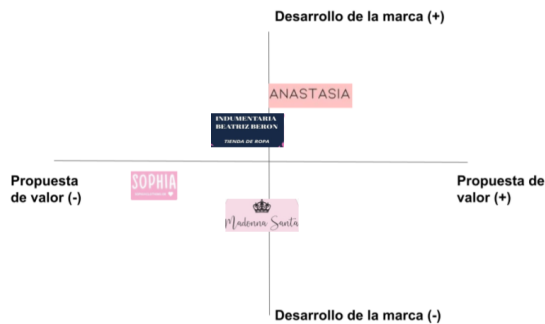 Desarrollo de la marca (+)
ANASTASIA
INDUMENTARIA
BEATRIZ BERON
TIENDA DE ROPA
Propuesta
de valor (-)
SOPHIA
Madonna Santa
Propuesta de
valor (+)
Desarrollo de la marca (-)